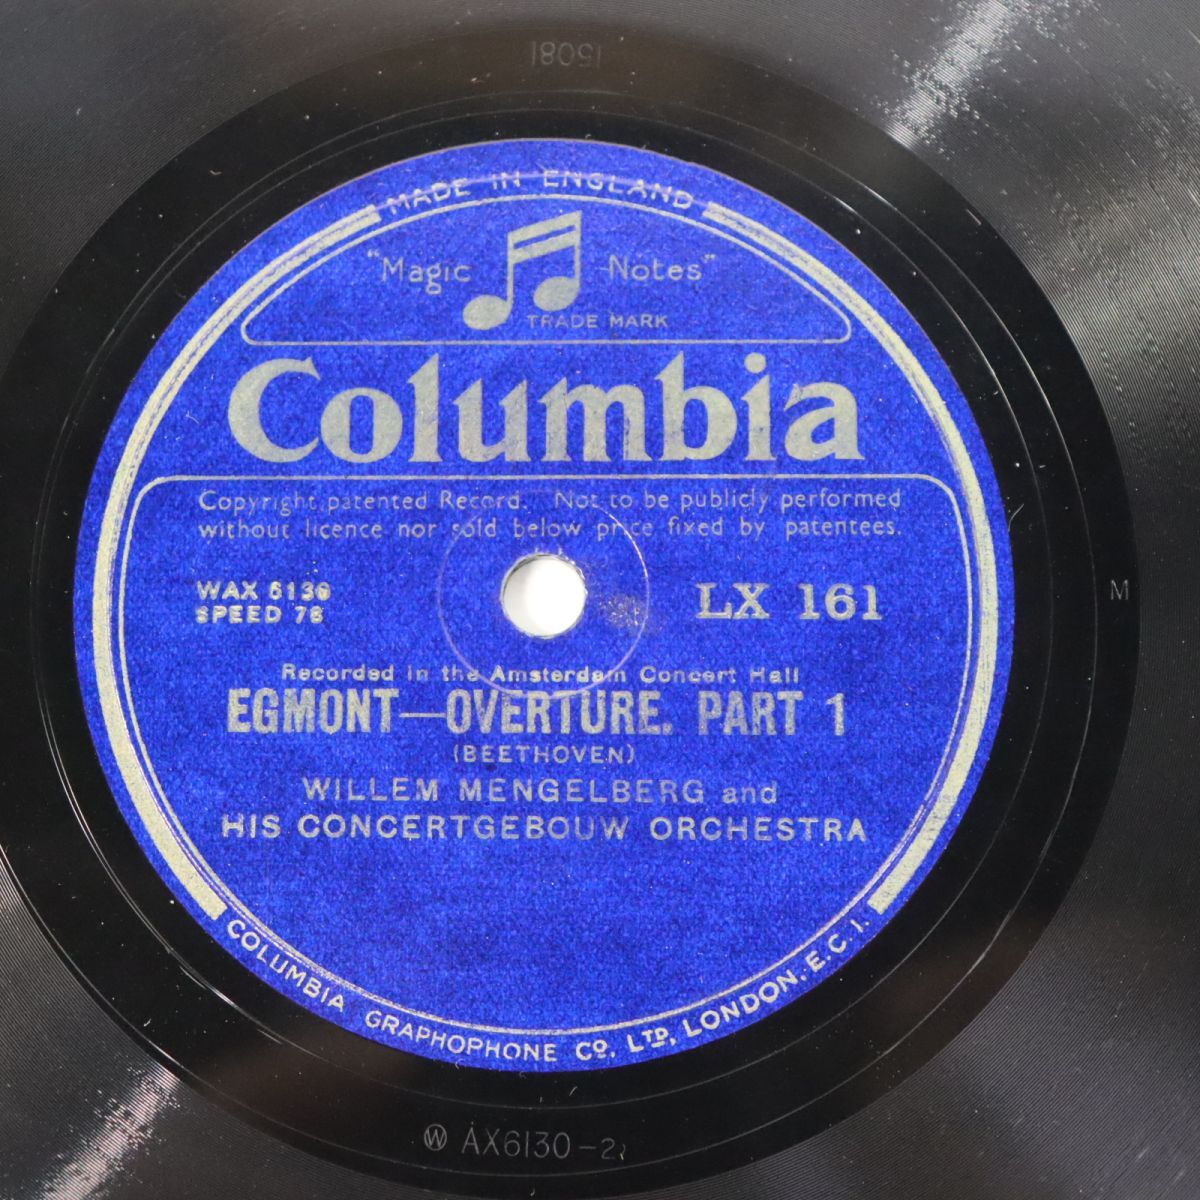 15081
MADE IN ENGLAND
"Magic Notes"
TRADE MARK
Columbia
Copyright patented Record. Not to be publicly performed
without licence nor sold below price fixed by patentees.
WAX 6130
SPEED 78
LX 161
Recorded in the Amsterdam Concert Hall
EGMONT—OVERTURE. PART 1
(BEETHOVEN)
WILLEM MENGELBERG and
HIS CONCERTGEBOUW ORCHESTRA
COLUMBIA GRAPHOPHONE CO. LTD, LONDON. E.C. 1.
M
Ⓦ AX6130-2